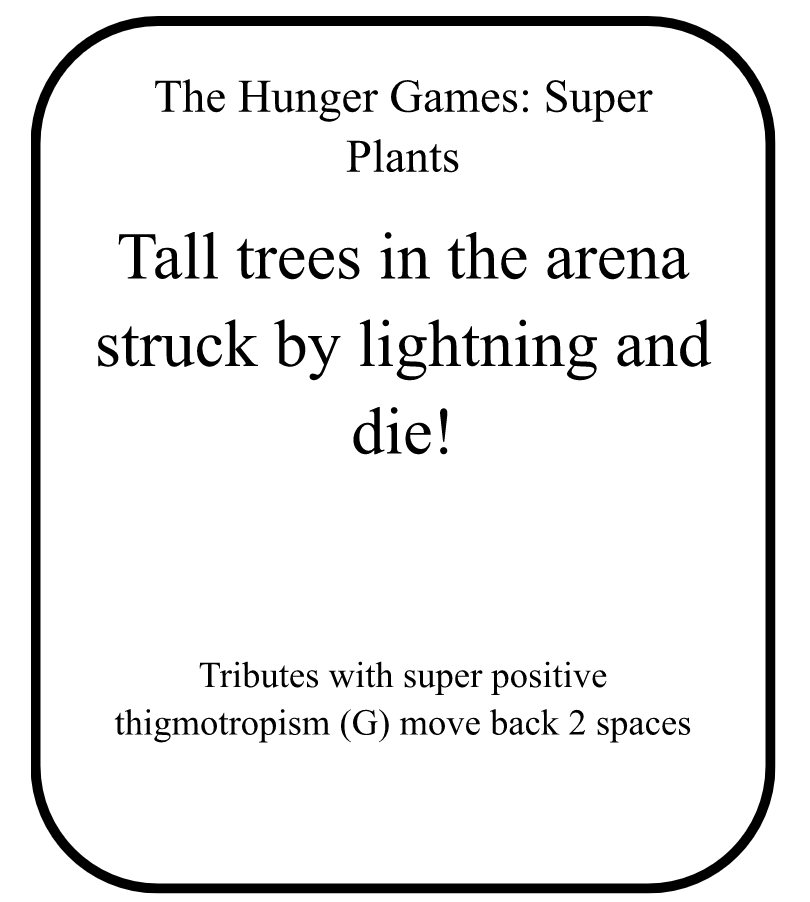 The Hunger Games: Super
Plants
Tall trees in the arena
struck by lightning and
die!
Tributes with super positive
thigmotropism (G) move back 2 spaces